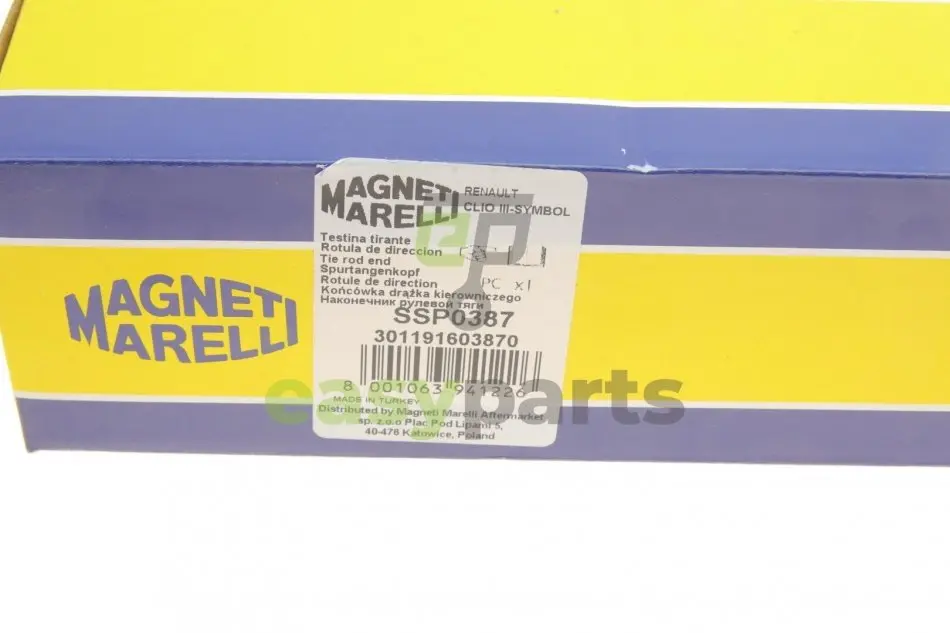 MAGNETI
MARELLI
RENAULT
CLIO III-SYMBOL
Testina tirante
Rotula de direccion
Tie rod end
Spurtangenkopf
Rotule de direction
Końcówka drążka kierowniczego
Наконечник рулевой тяги
PC x1
SSP0387
301191603870
8 001063 941226
MADE IN TURKEY
Distributed by Magneti Marelli Aftermarket
sp. z.o.o Plac Pod Lipami 5,
40-476 Katowice, Poland
MAGNETI
MARELLI
easyparts